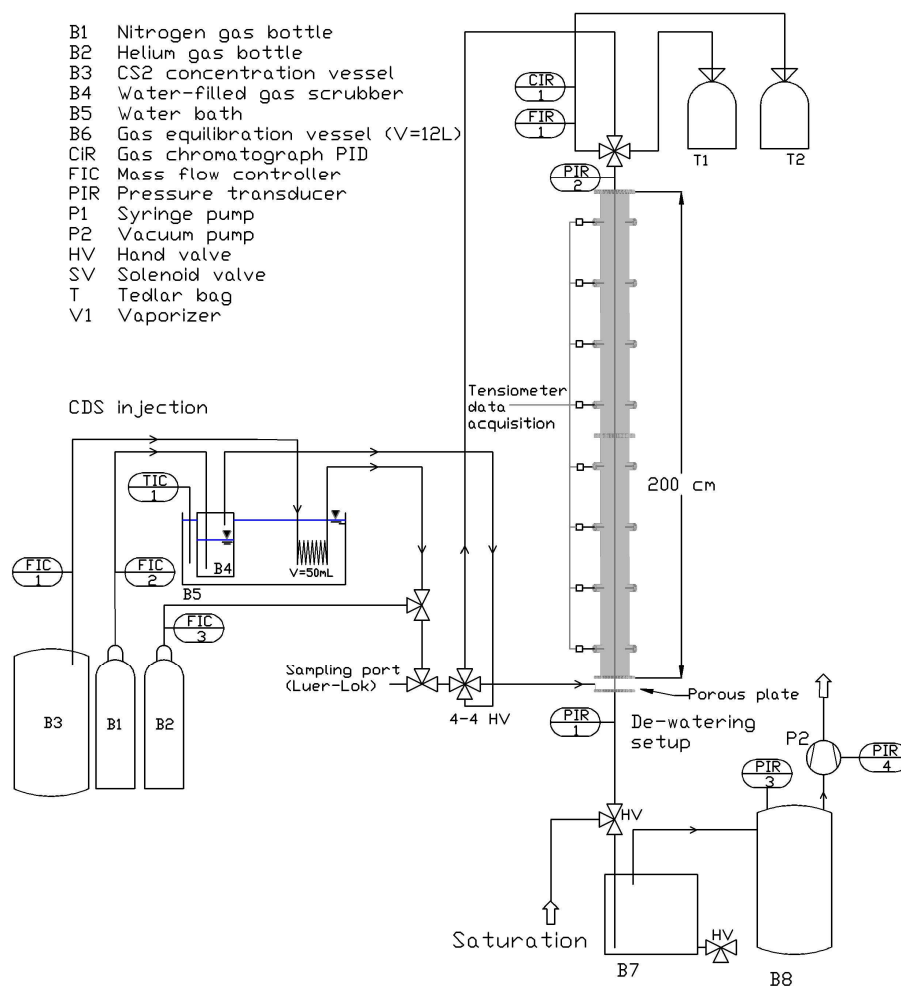 B1 Nitrogen gas bottle
B2 Helium gas bottle
B3 CS2 concentration vessel
B4 Water-filled gas scrubber
B5 Water bath
B6 Gas equilibration vessel (V=12L)
CiR Gas chromatograph PID
FIC Mass flow controller
PIR Pressure transducer
P1 Syringe pump
P2 Vacuum pump
HV Hand valve
SV Solenoid valve
T Tedlar bag
V1 Vaporizer
CIR
1
FIR
1
PIR
2
T1
T2
Tensiometer
data
acquisition
200 cm
CDS injection
TIC
1
FIC
1
FIC
2
B4
V=50mL
B5
FIC
3
Sampling port
(Luer-Lok)
4-4 HV
Porous plate
B3
B1
B2
PIR
1
De-watering
setup
P2
PIR
4
PIR
3
HV
Saturation
HV
B7
B8